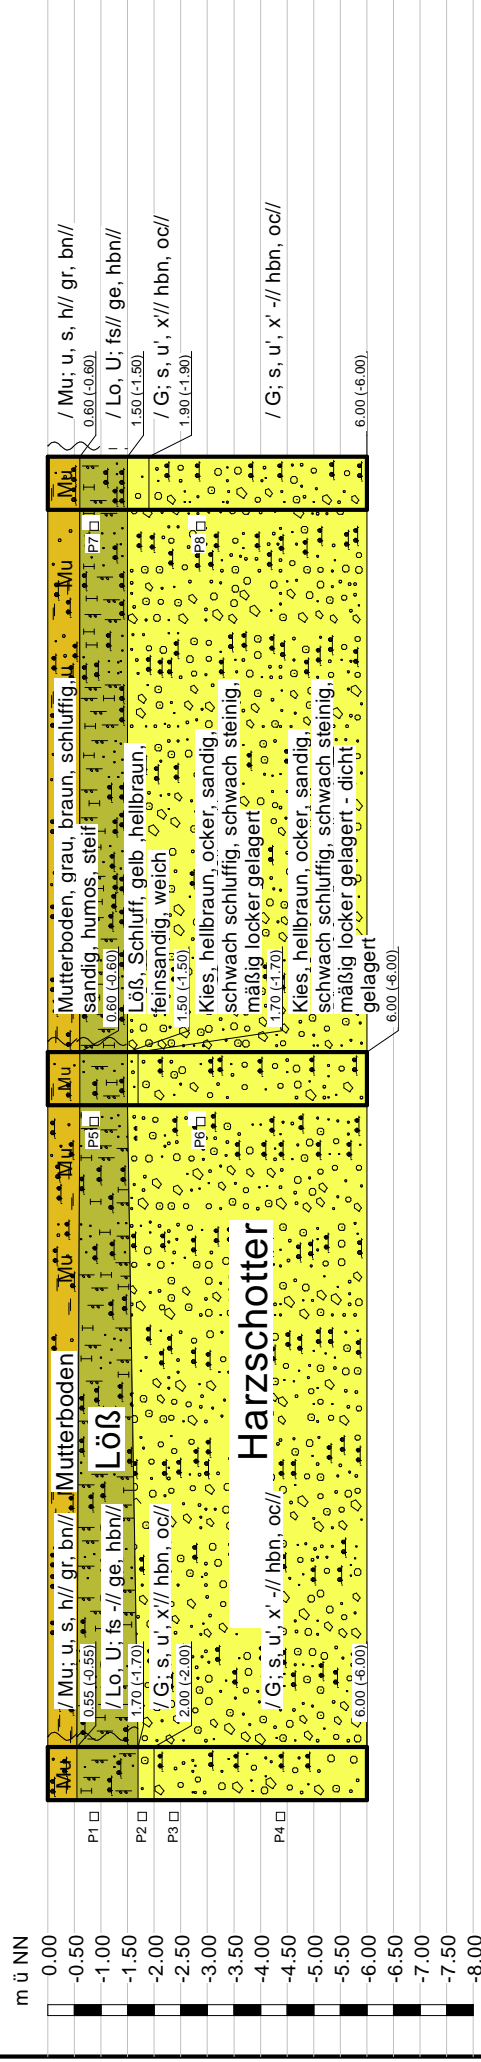 m ü NN
0.00
-0.50
-1.00
-1.50
-2.00
-2.50
-3.00
-3.50
-4.00
-4.50
-5.00
-5.50
-6.00
-6.50
-7.00
-7.50
-8.00
P1
P2
P3
P4
Mu
/ Mu; u, s, h// gr, bn//
0.55 (-0.55)
/ Lo, U; fs -// ge, hbn//
1.70 (-1.70)
/ G; s, u', x'// hbn, oc//
2.00 (-2.00)
/ G; s, u', x' -// hbn, oc//
6.00 (-6.00)
Mutterboden
Löß
Harzschotter
Mu
Mu
P5
P6
Mu
Mutterboden, grau, braun, schluffig,
sandig, humos, steif
0.60 (-0.60)
Löß, Schluff, gelb ,hellbraun,
feinsandig, weich
1.50 (-1.50)
Kies, hellbraun, ocker, sandig,
schwach schluffig, schwach steinig,
mäßig locker gelagert
1.70 (-1.70)
Kies, hellbraun, ocker, sandig,
schwach schluffig, schwach steinig,
mäßig locker gelagert - dicht
gelagert
6.00 (-6.00)
Mu
P7
P8
Mu
/ Mu; u, s, h// gr, bn//
0.60 (-0.60)
/ Lo, U; fs// ge, hbn//
1.50 (-1.50)
/ G; s, u', x'// hbn, oc//
1.90 (-1.90)
/ G; s, u', x' -// hbn, oc//
6.00 (-6.00)